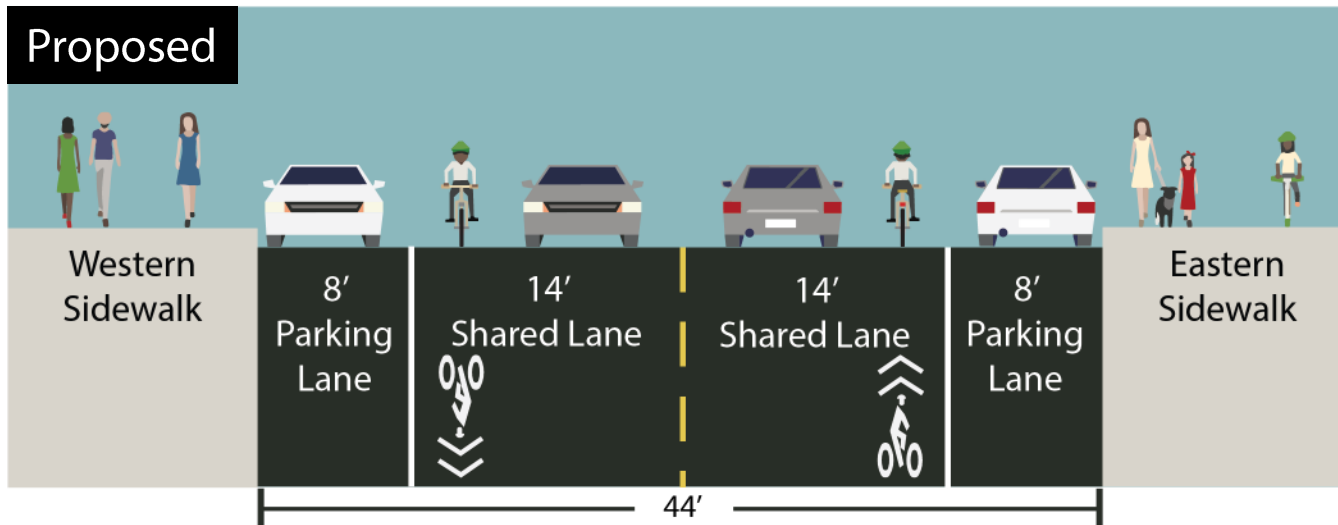 Proposed
Western
Sidewalk
8’
Parking
Lane
14’
Shared Lane
14’
Shared Lane
8’
Parking
Lane
Eastern
Sidewalk
44’